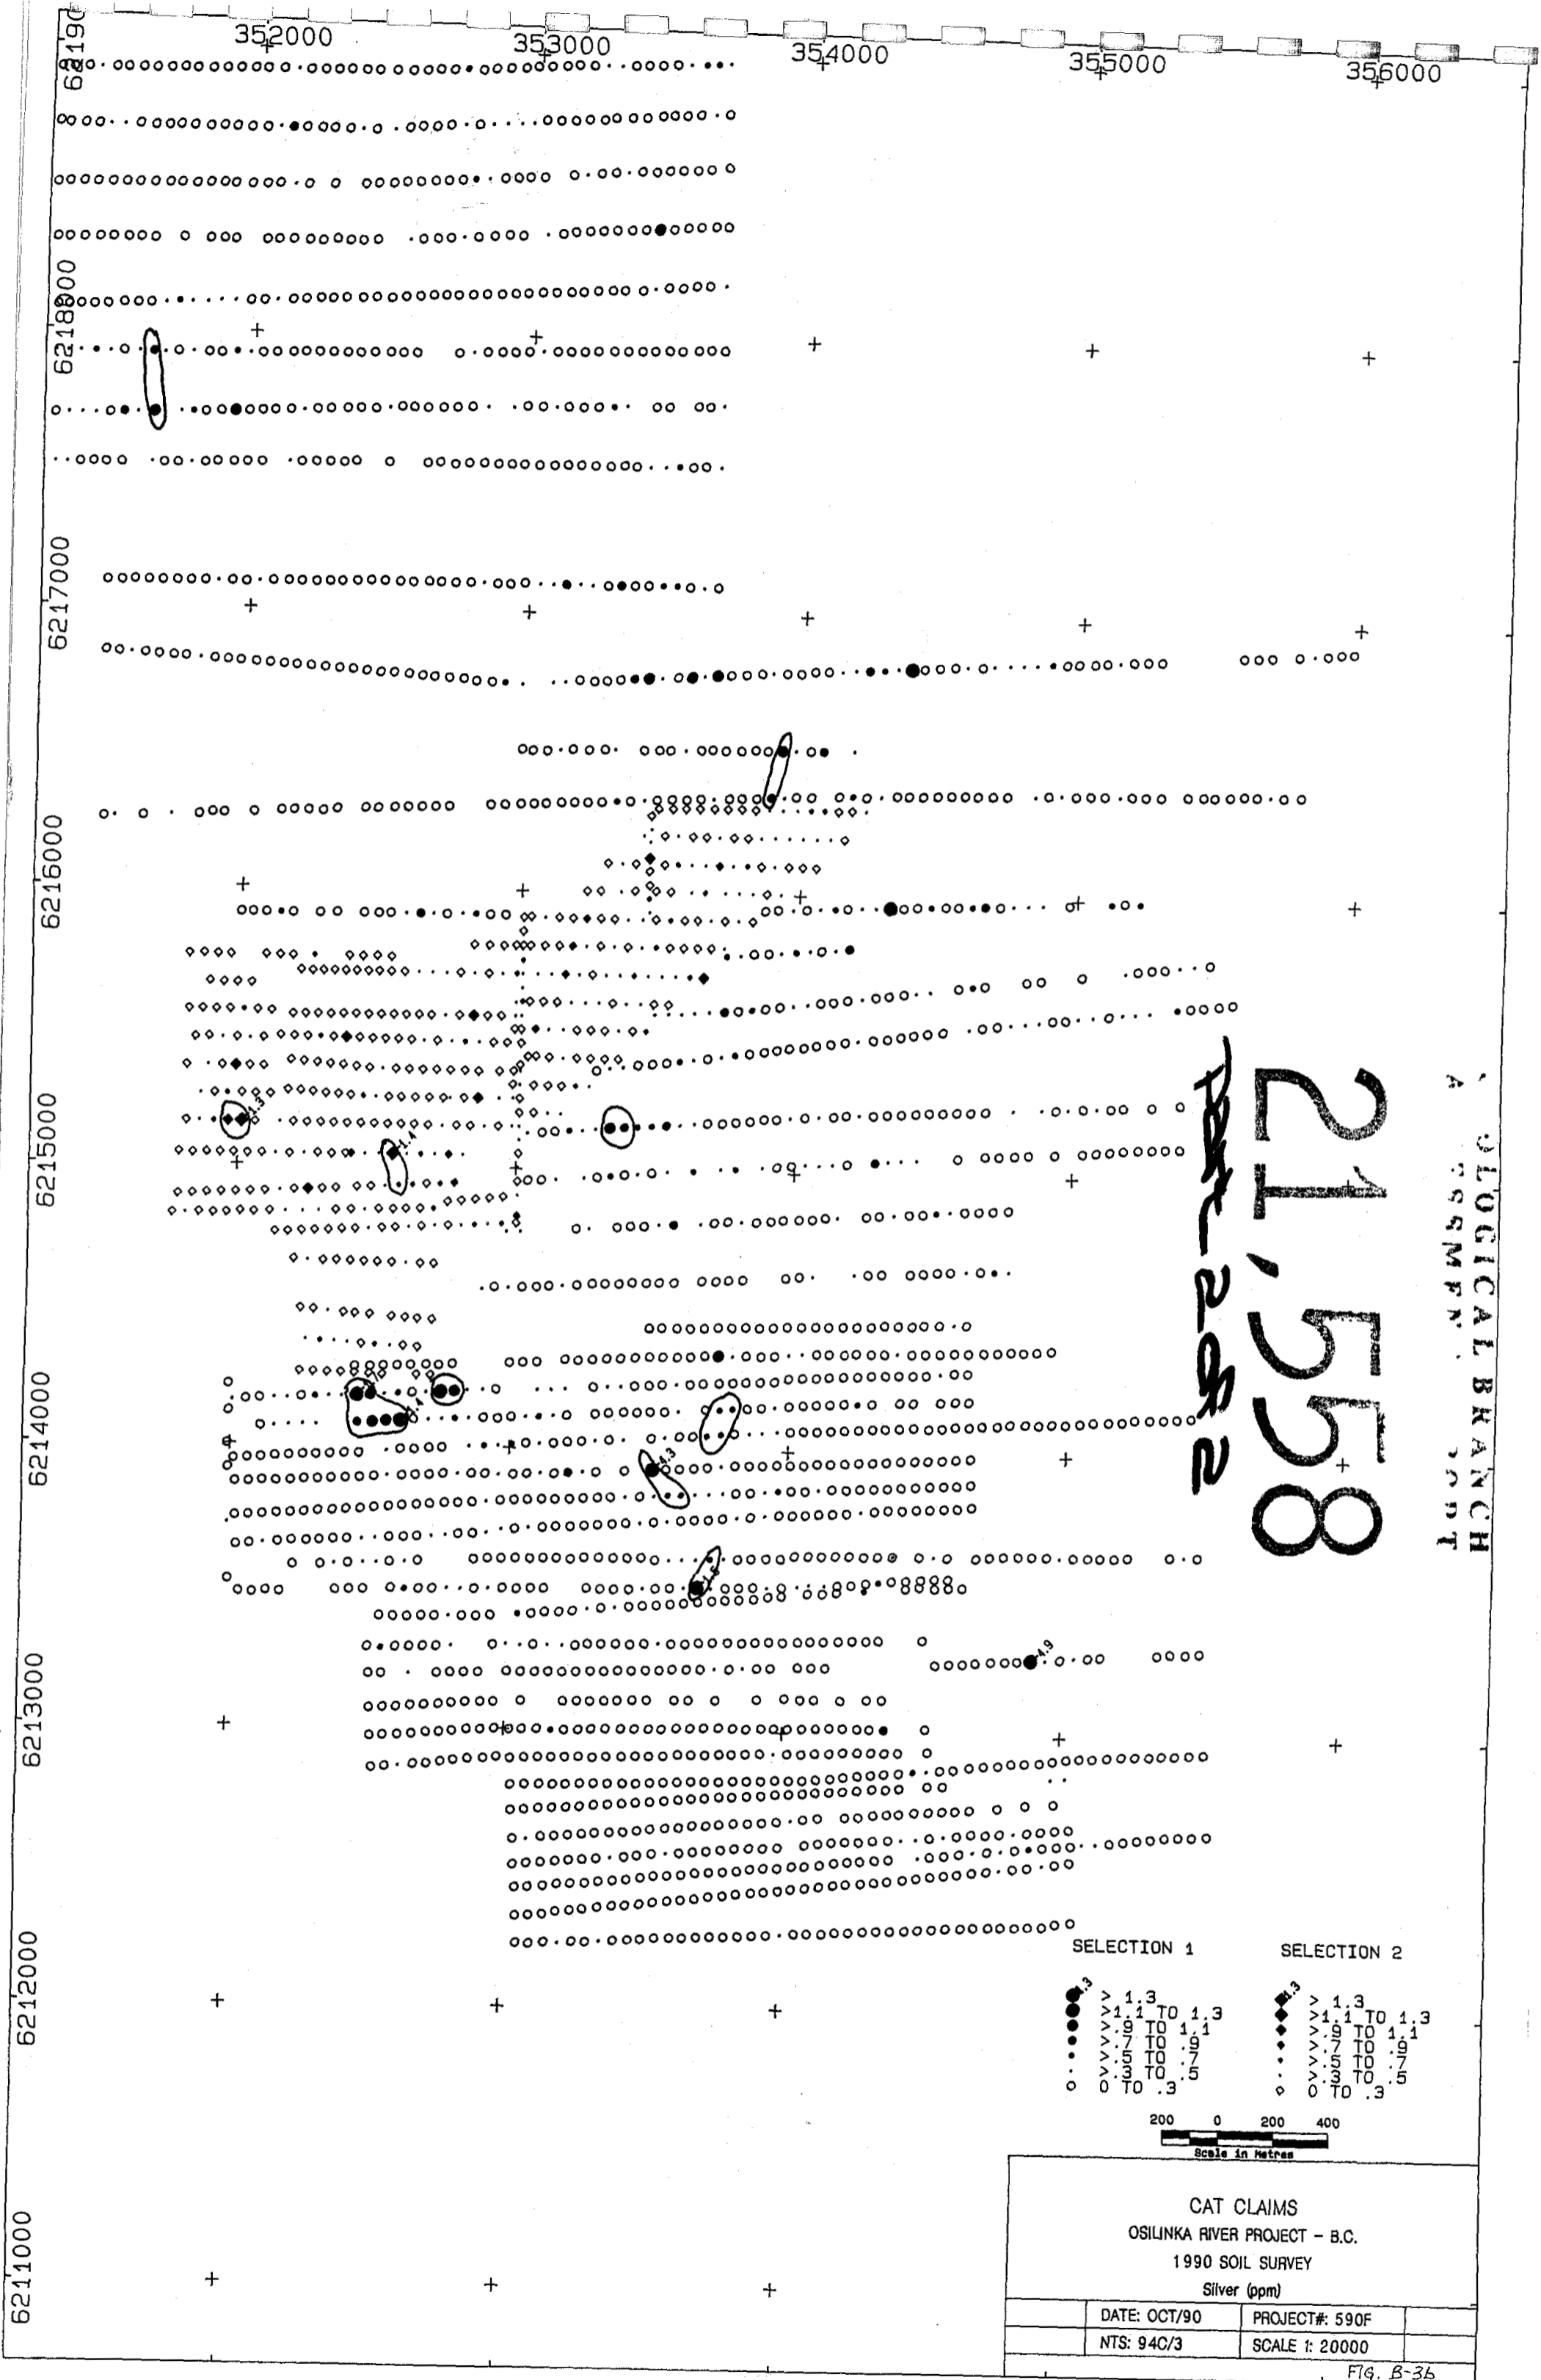 352000
353000
354000
355000
356000
6218000
6217000
6216000
6215000
6214000
6213000
6212000
6211000
21,558
LOGICAL BRANCH
SELECTION 1
> 1.3
>1.1 TO 1.3
>.9 TO 1.1
>.7 TO .9
>.5 TO .7
>.3 TO .5
0 TO .3
SELECTION 2
> 1.3
>1.1 TO 1.3
>.9 TO 1.1
>.7 TO .9
>.5 TO .7
>.3 TO .5
0 TO .3
200 0 200 400
Scale in Metres
CAT CLAIMS
OSILINKA RIVER PROJECT - B.C.
1990 SOIL SURVEY
Silver (ppm)
DATE: OCT/90 PROJECT#: 590F
NTS: 94C/3 SCALE 1: 20000
FIG. B-3b